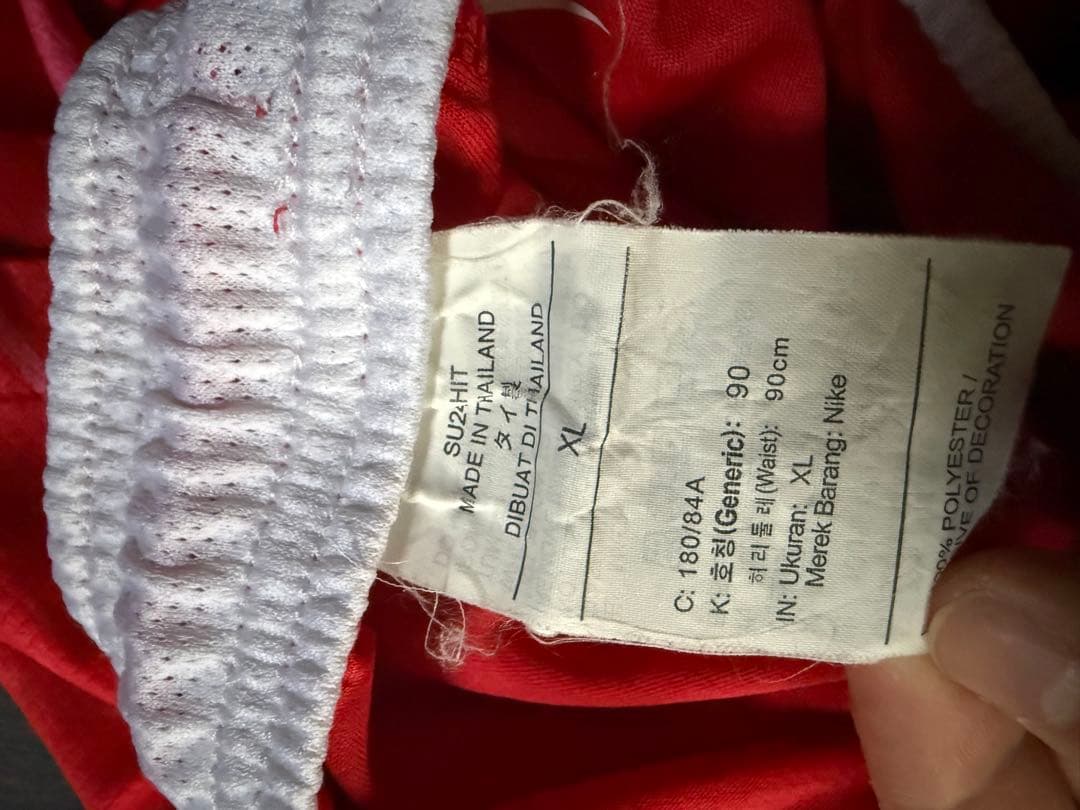 SU24HIT
MADE IN THAILAND
タイ製
DIBUAT DI THAILAND
XL
C: 180/84A
K: 호칭(Generic): 90
허리둘레(Waist): 90cm
IN: Ukuran: XL
Merek Barang: Nike
POLYESTER /
OF DECORATION